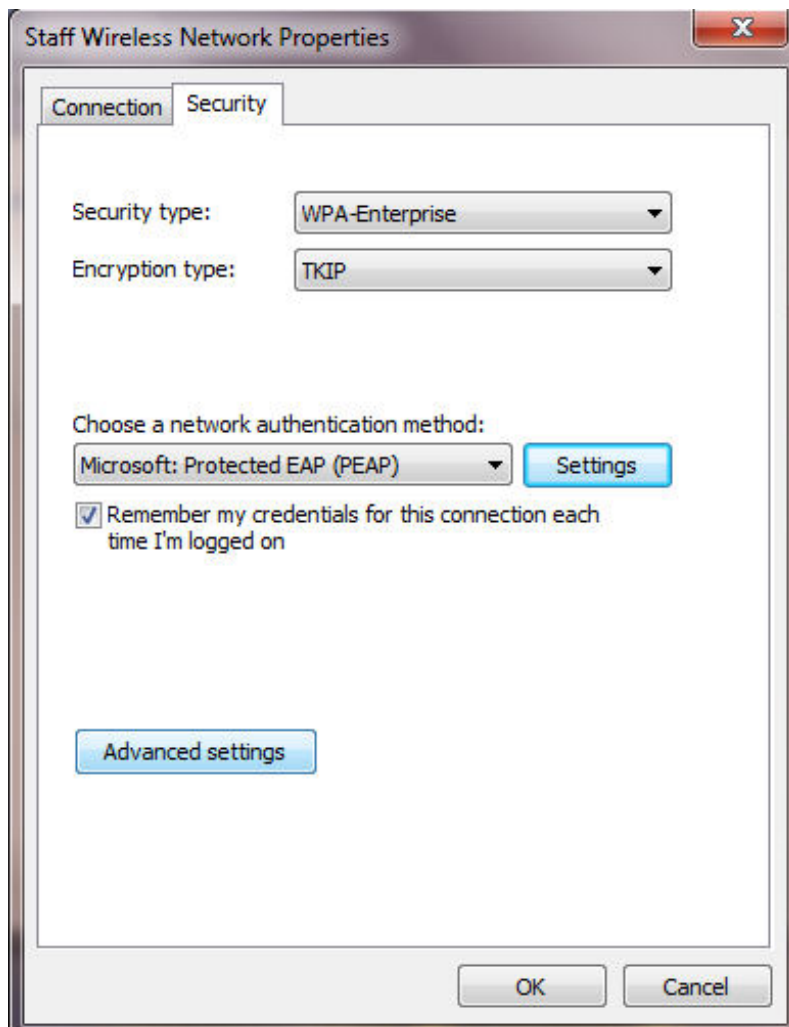 Staff Wireless Network Properties
Connection
Security
Security type:
WPA-Enterprise
Encryption type:
TKIP
Choose a network authentication method:
Microsoft: Protected EAP (PEAP)
Settings
Remember my credentials for this connection each
time I'm logged on
Advanced settings
OK
Cancel